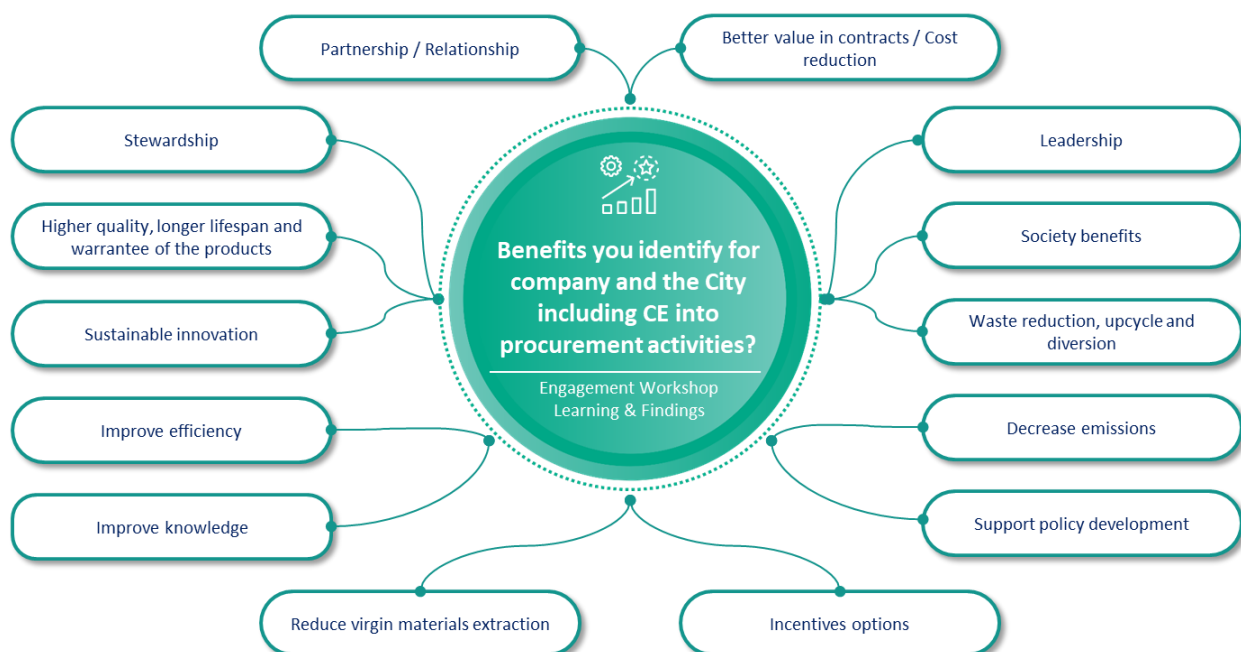 Partnership / Relationship
Better value in contracts / Cost
reduction
Stewardship
Leadership
Higher quality, longer lifespan and
warrantee of the products
Society benefits
Benefits you identify for
company and the City
including CE into
procurement activities?
Engagement Workshop
Learning & Findings
Sustainable innovation
Waste reduction, upcycle and
diversion
Improve efficiency
Decrease emissions
Improve knowledge
Support policy development
Reduce virgin materials extraction
Incentives options